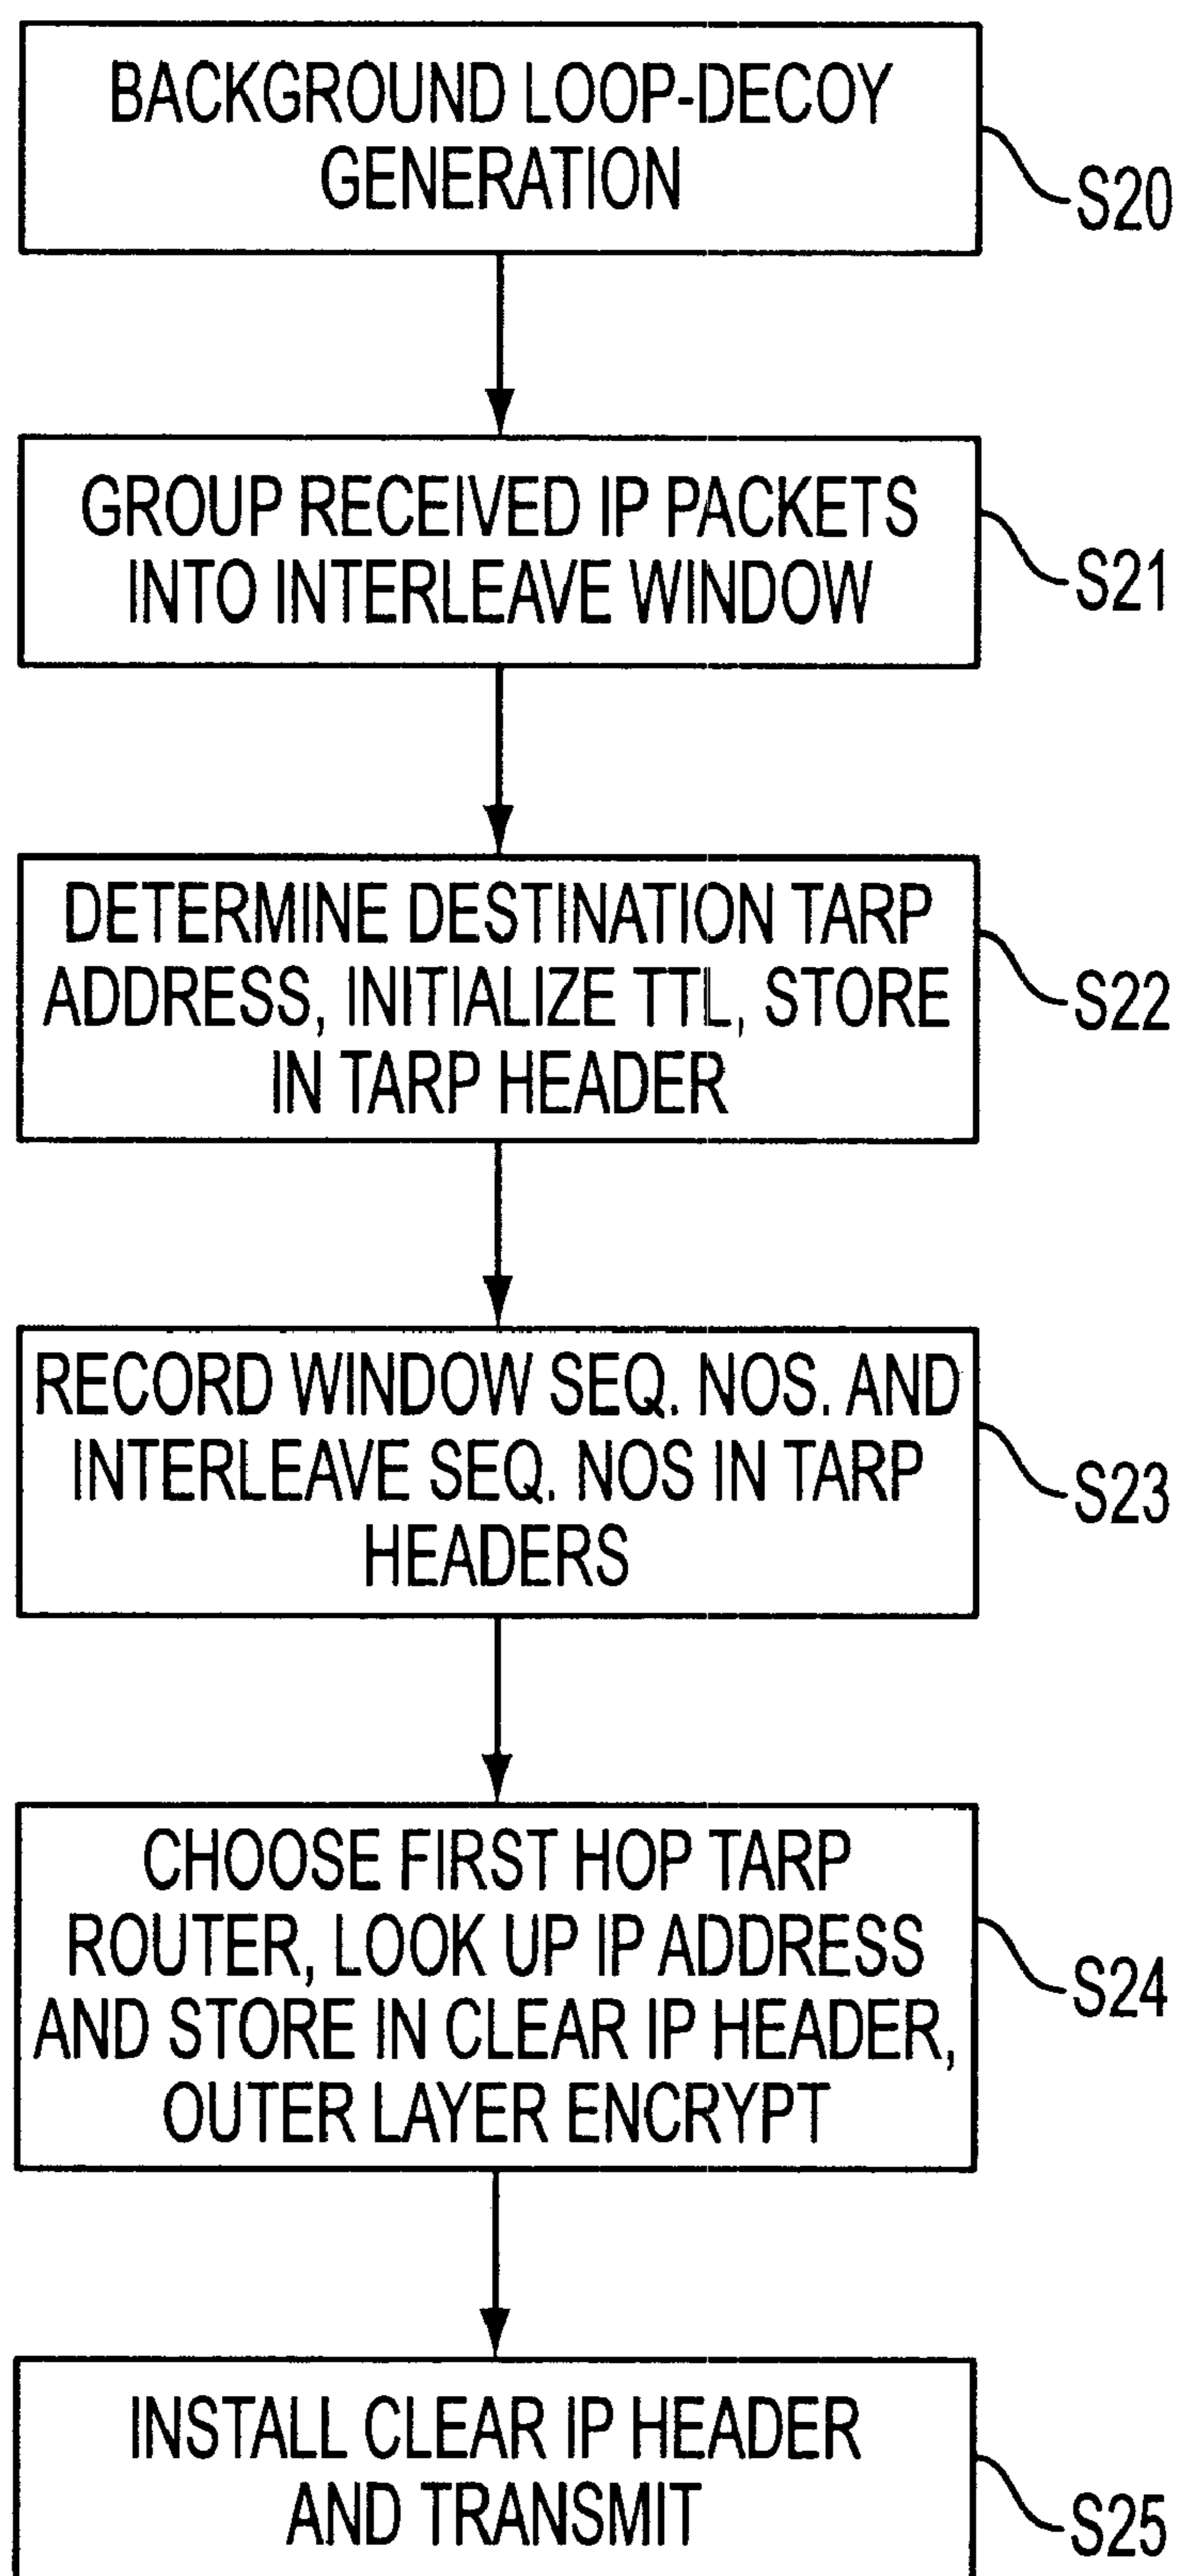 BACKGROUND LOOP-DECOY
GENERATION
S20
GROUP RECEIVED IP PACKETS
INTO INTERLEAVE WINDOW
S21
DETERMINE DESTINATION TARP
ADDRESS, INITIALIZE TTL, STORE
IN TARP HEADER
S22
RECORD WINDOW SEQ. NOS. AND
INTERLEAVE SEQ. NOS IN TARP
HEADERS
S23
CHOOSE FIRST HOP TARP
ROUTER, LOOK UP IP ADDRESS
AND STORE IN CLEAR IP HEADER,
OUTER LAYER ENCRYPT
S24
INSTALL CLEAR IP HEADER
AND TRANSMIT
S25